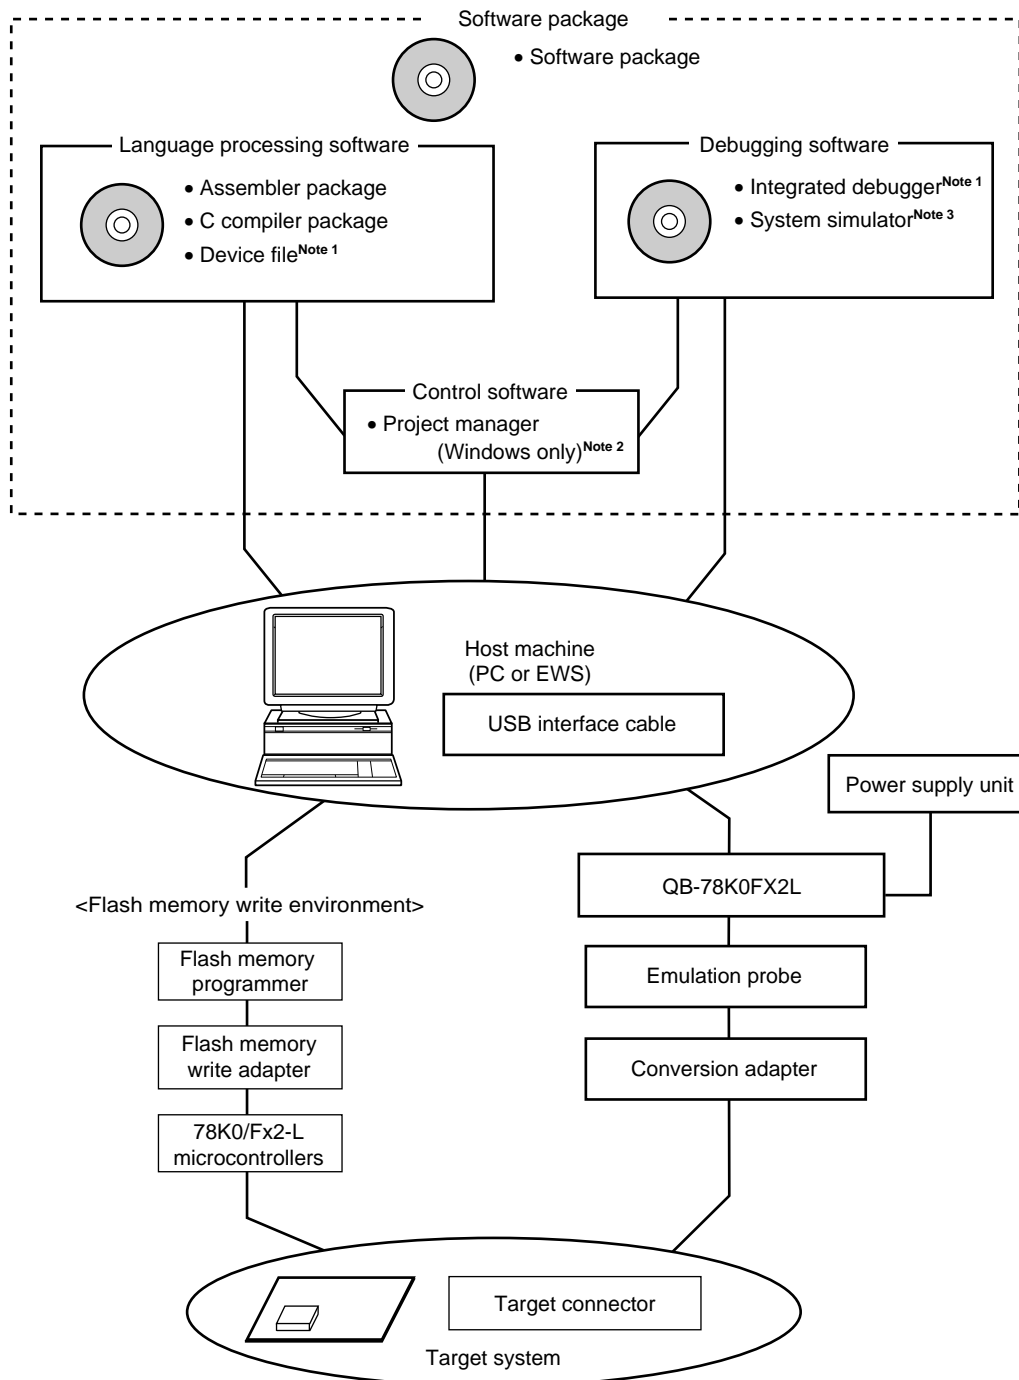 Software package
• Software package
Language processing software
• Assembler package
• C compiler package
• Device fileNote 1
Debugging software
• Integrated debuggerNote 1
• System simulatorNote 3
Control software
• Project manager
(Windows only)Note 2
Host machine
(PC or EWS)
USB interface cable
Power supply unit
QB-78K0FX2L
<Flash memory write environment>
Flash memory
programmer
Emulation probe
Flash memory
write adapter
Conversion adapter
78K0/Fx2-L
microcontrollers
Target connector
Target system